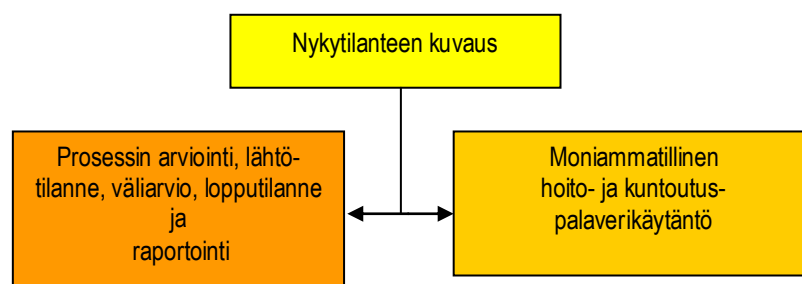 Nykytilanteen kuvaus
Prosessin arviointi, lähtö-
tilanne, väliarvio, lopputilanne
ja
raportointi
Moniammatillinen
hoito- ja kuntoutus-
palaverikäytäntö